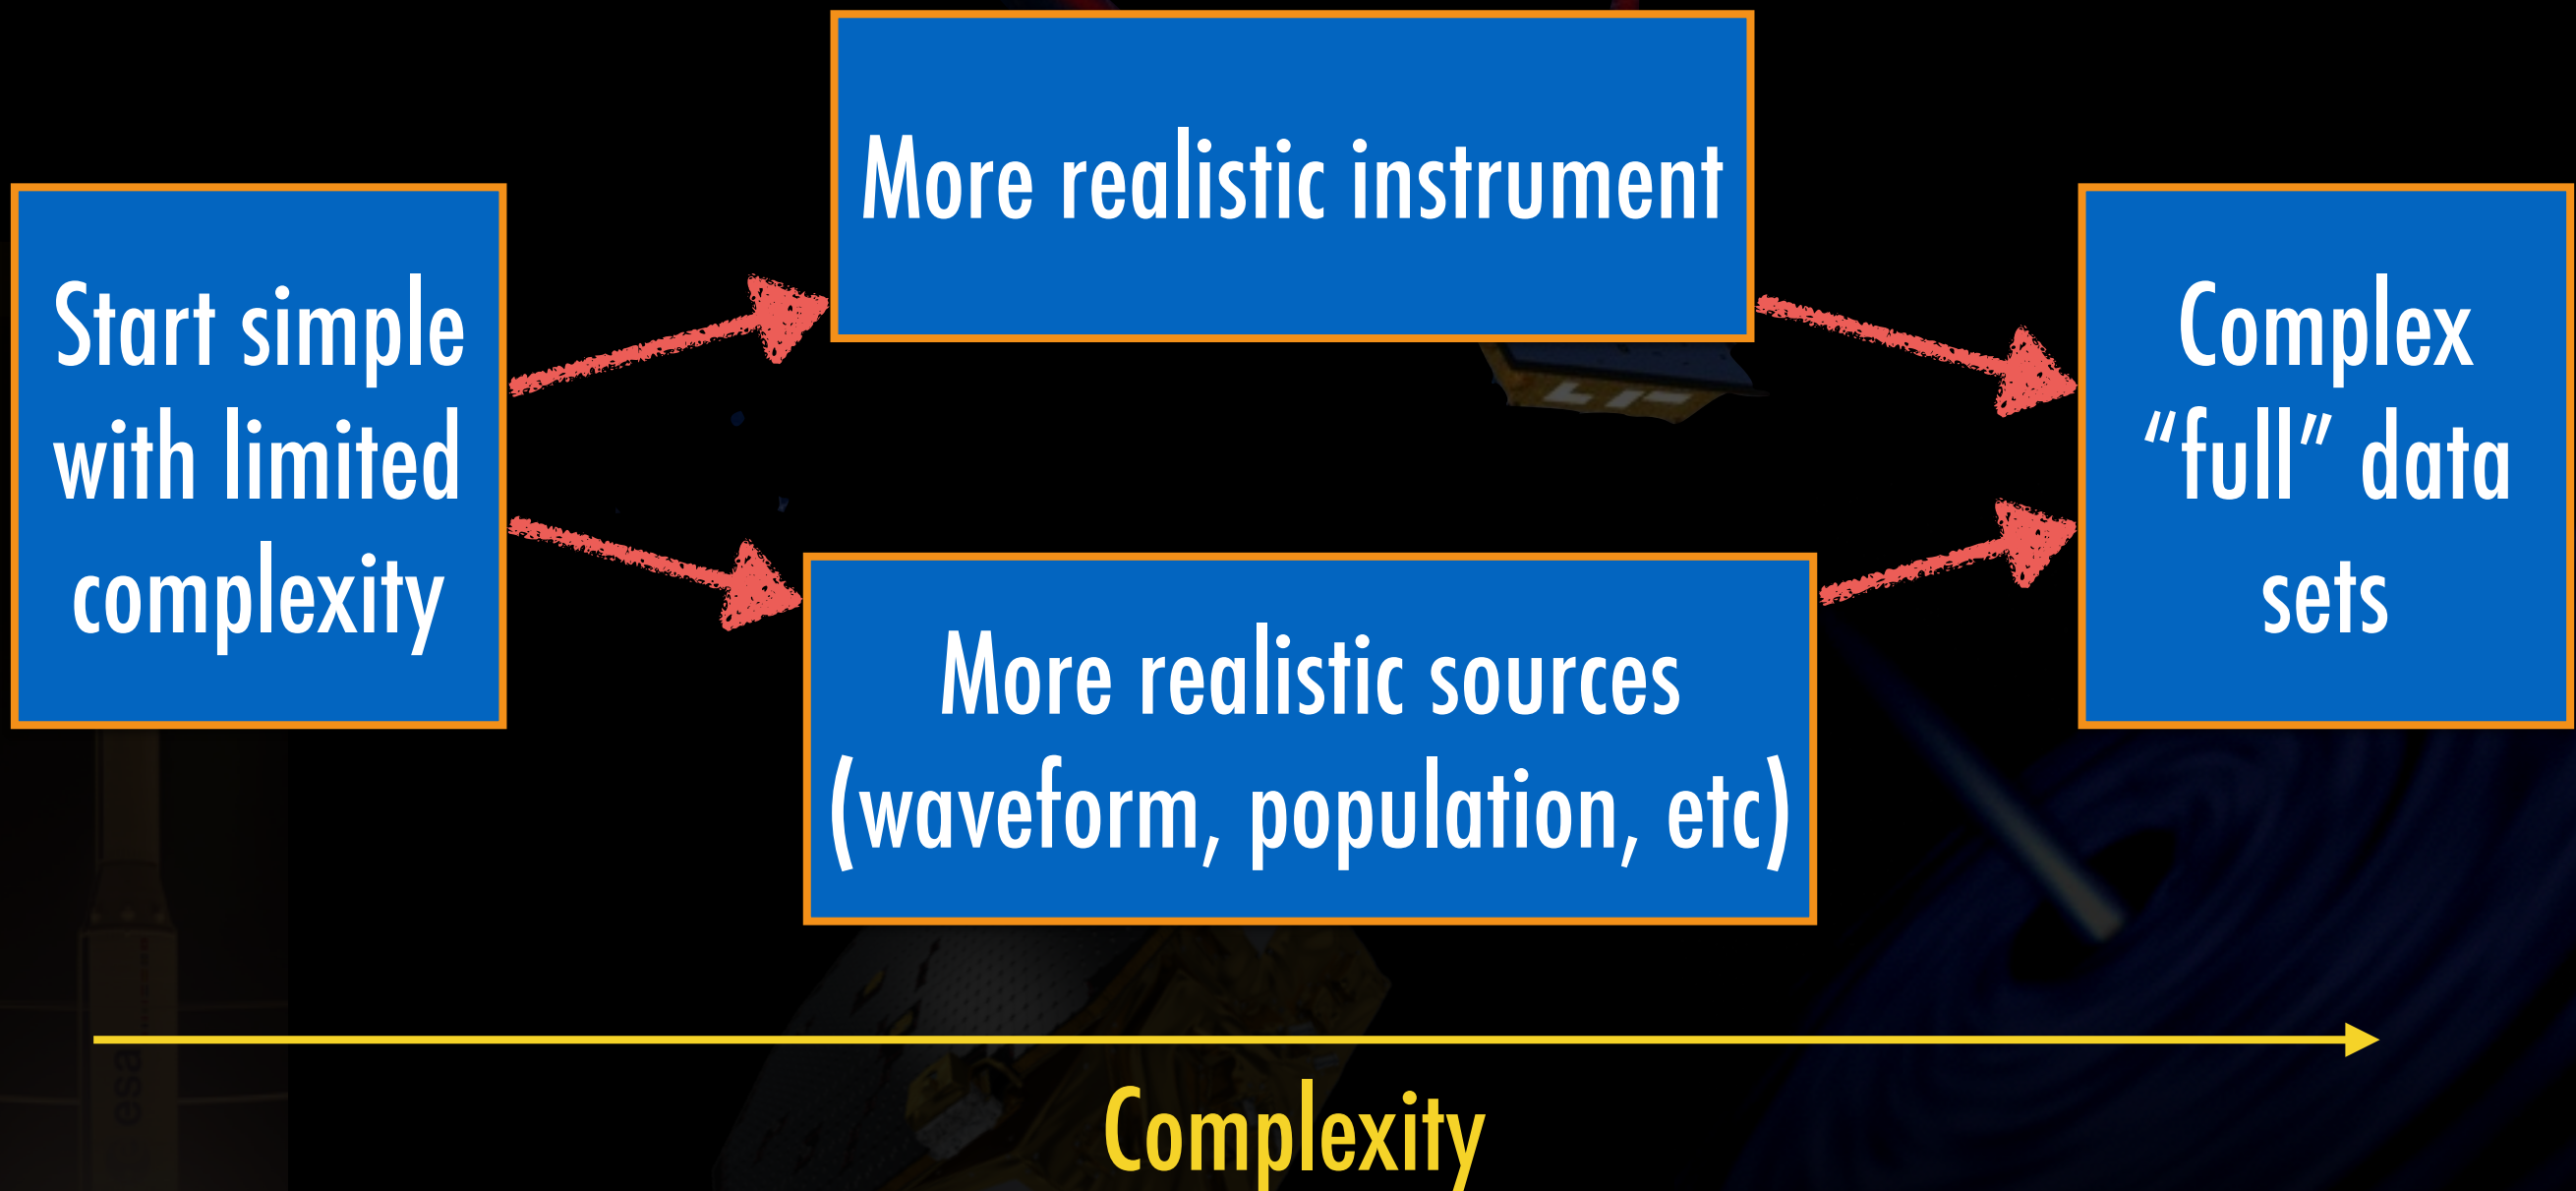 More realistic instrument
Start simple
with limited
complexity
Complex
“full” data
sets
More realistic sources
(waveform, population, etc)
esa
Complexity